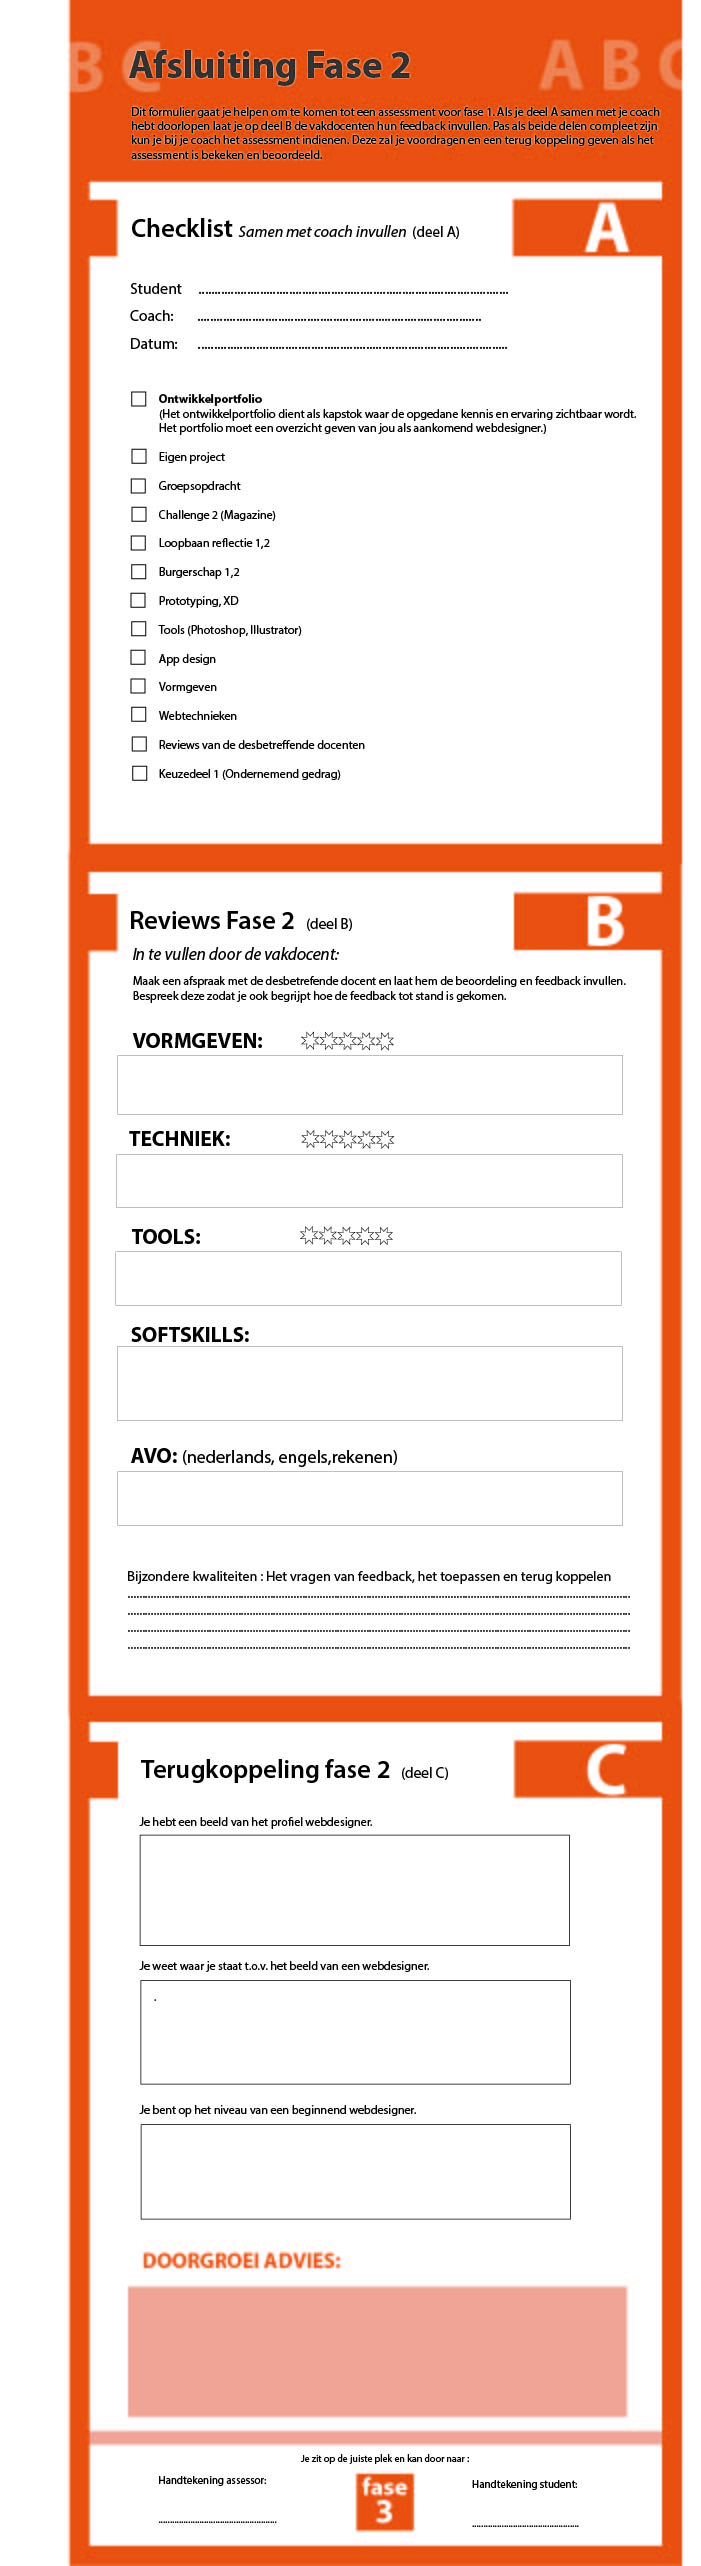 B C
A B C
Afsluiting Fase 2
Dit formulier gaat je helpen om te komen tot een assessment voor fase 1. Als je deel A samen met je coach
hebt doorlopen laat je op deel B de vakdocenten hun feedback invullen. Pas als beide delen compleet zijn
kun je bij je coach het assessment indienen. Deze zal je voordragen en een terug koppeling geven als het
assessment is bekeken en beoordeeld.
Checklist Samen met coach invullen (deel A)
A
Student ................................................................................
Coach: ................................................................................
Datum: ................................................................................
Ontwikkelportfolio
(Het ontwikkelportfolio dient als kapstok waar de opgedane kennis en ervaring zichtbaar wordt.
Het portfolio moet een overzicht geven van jou als aankomend webdesigner.)
Eigen project
Groepsopdracht
Challenge 2 (Magazine)
Loopbaan reflectie 1,2
Burgerschap 1,2
Prototyping, XD
Tools (Photoshop, Illustrator)
App design
Vormgeven
Webtechnieken
Reviews van de desbetreffende docenten
Keuzedeel 1 (Ondernemend gedrag)
Reviews Fase 2 (deel B)
B
In te vullen door de vakdocent:
Maak een afspraak met de desbetrefende docent en laat hem de beoordeling en feedback invullen.
Bespreek deze zodat je ook begrijpt hoe de feedback tot stand is gekomen.
VORMGEVEN:
TECHNIEK:
TOOLS:
SOFTSKILLS:
AVO: (nederlands, engels,rekenen)
Bijzondere kwaliteiten : Het vragen van feedback, het toepassen en terug koppelen
Terugkoppeling fase 2 (deel C)
C
Je hebt een beeld van het profiel webdesigner.
Je weet waar je staat t.o.v. het beeld van een webdesigner.
.
Je bent op het niveau van een beginnend webdesigner.
DOORGROEI ADVIES:
Je zit op de juiste plek en kan door naar :
Handtekening assessor:
fase
3
Handtekening student: